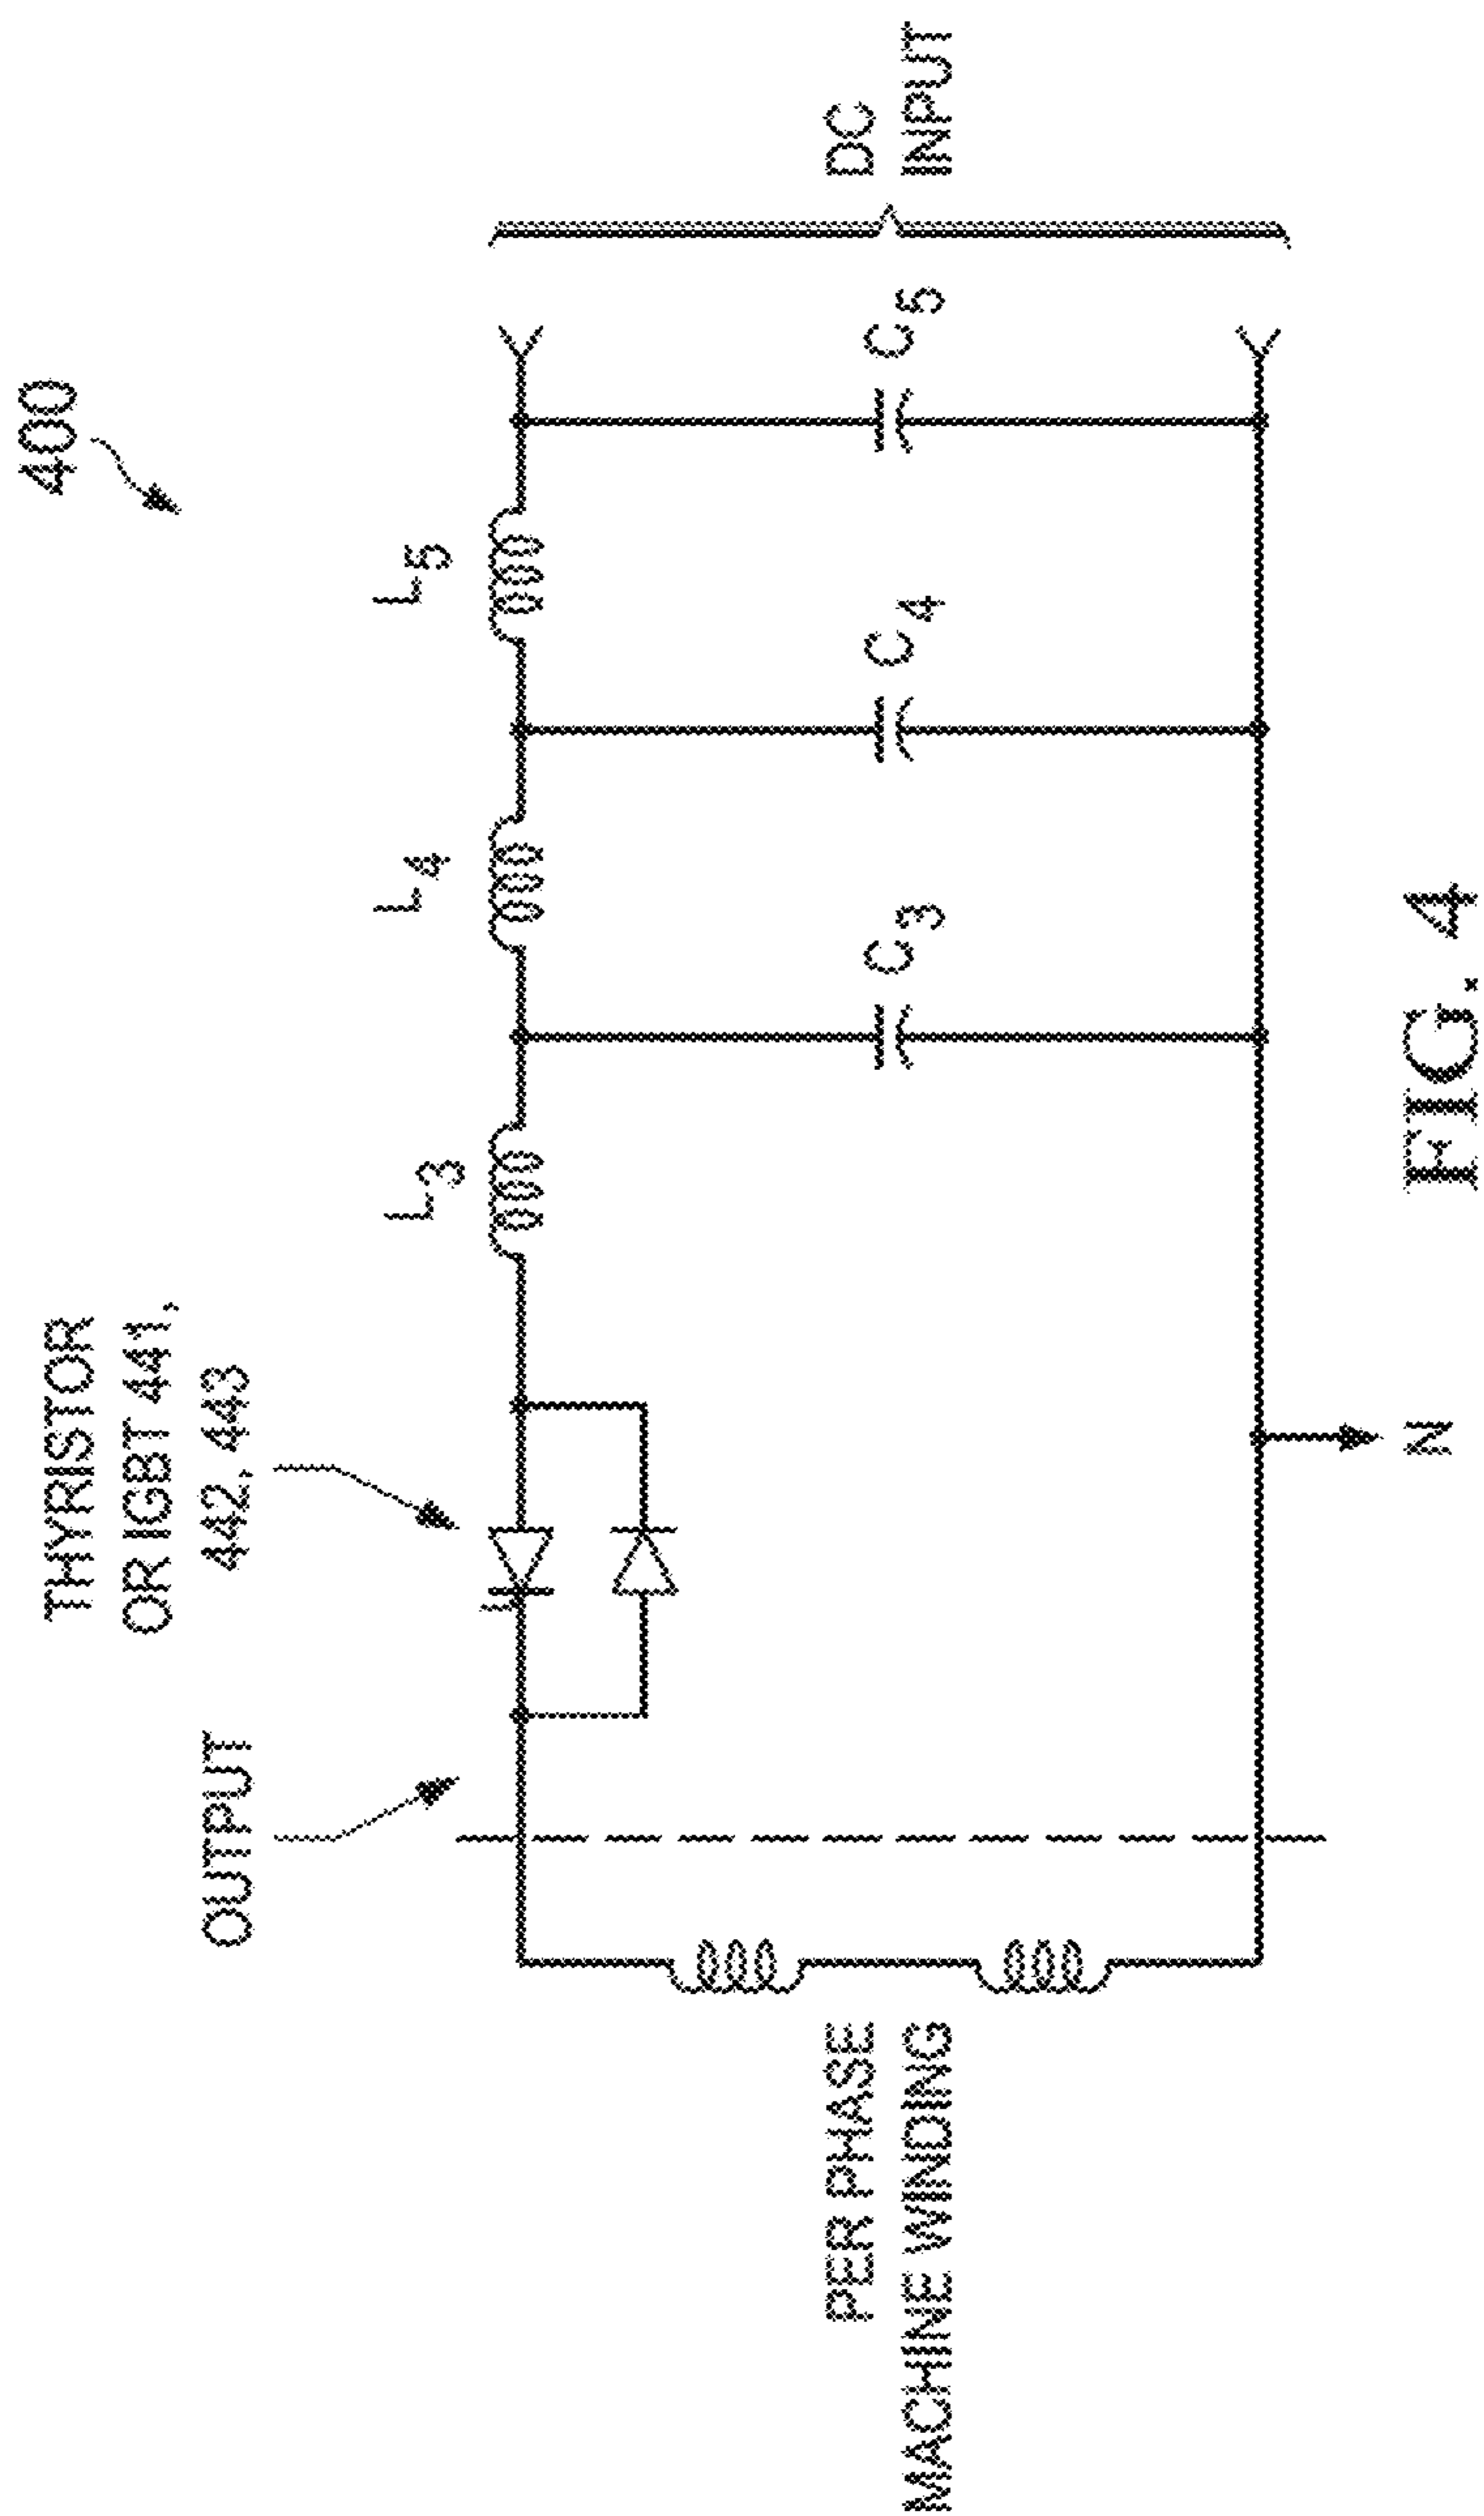 400
THYRISTOR
OR IGBT 441,
442, 443
OUTPUT
L3
L4
L5
DC
INPUT
C3
C4
C5
PER PHASE
MACHINE WINDING
N
FIG. 4